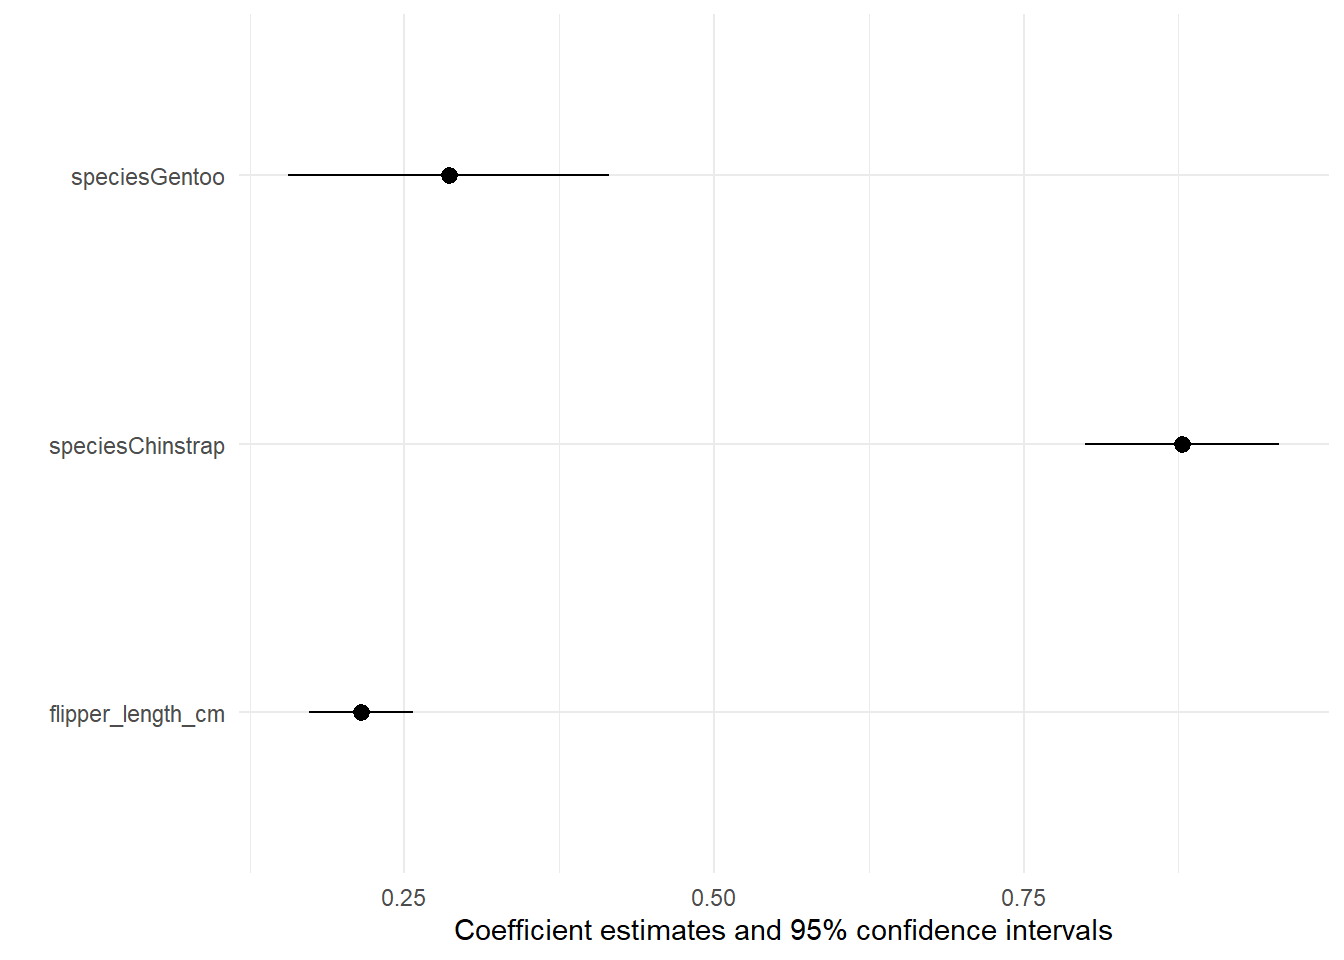 speciesGentoo
speciesChinstrap
flipper_length_cm
0.25 0.50 0.75
Coefficient estimates and 95% confidence intervals